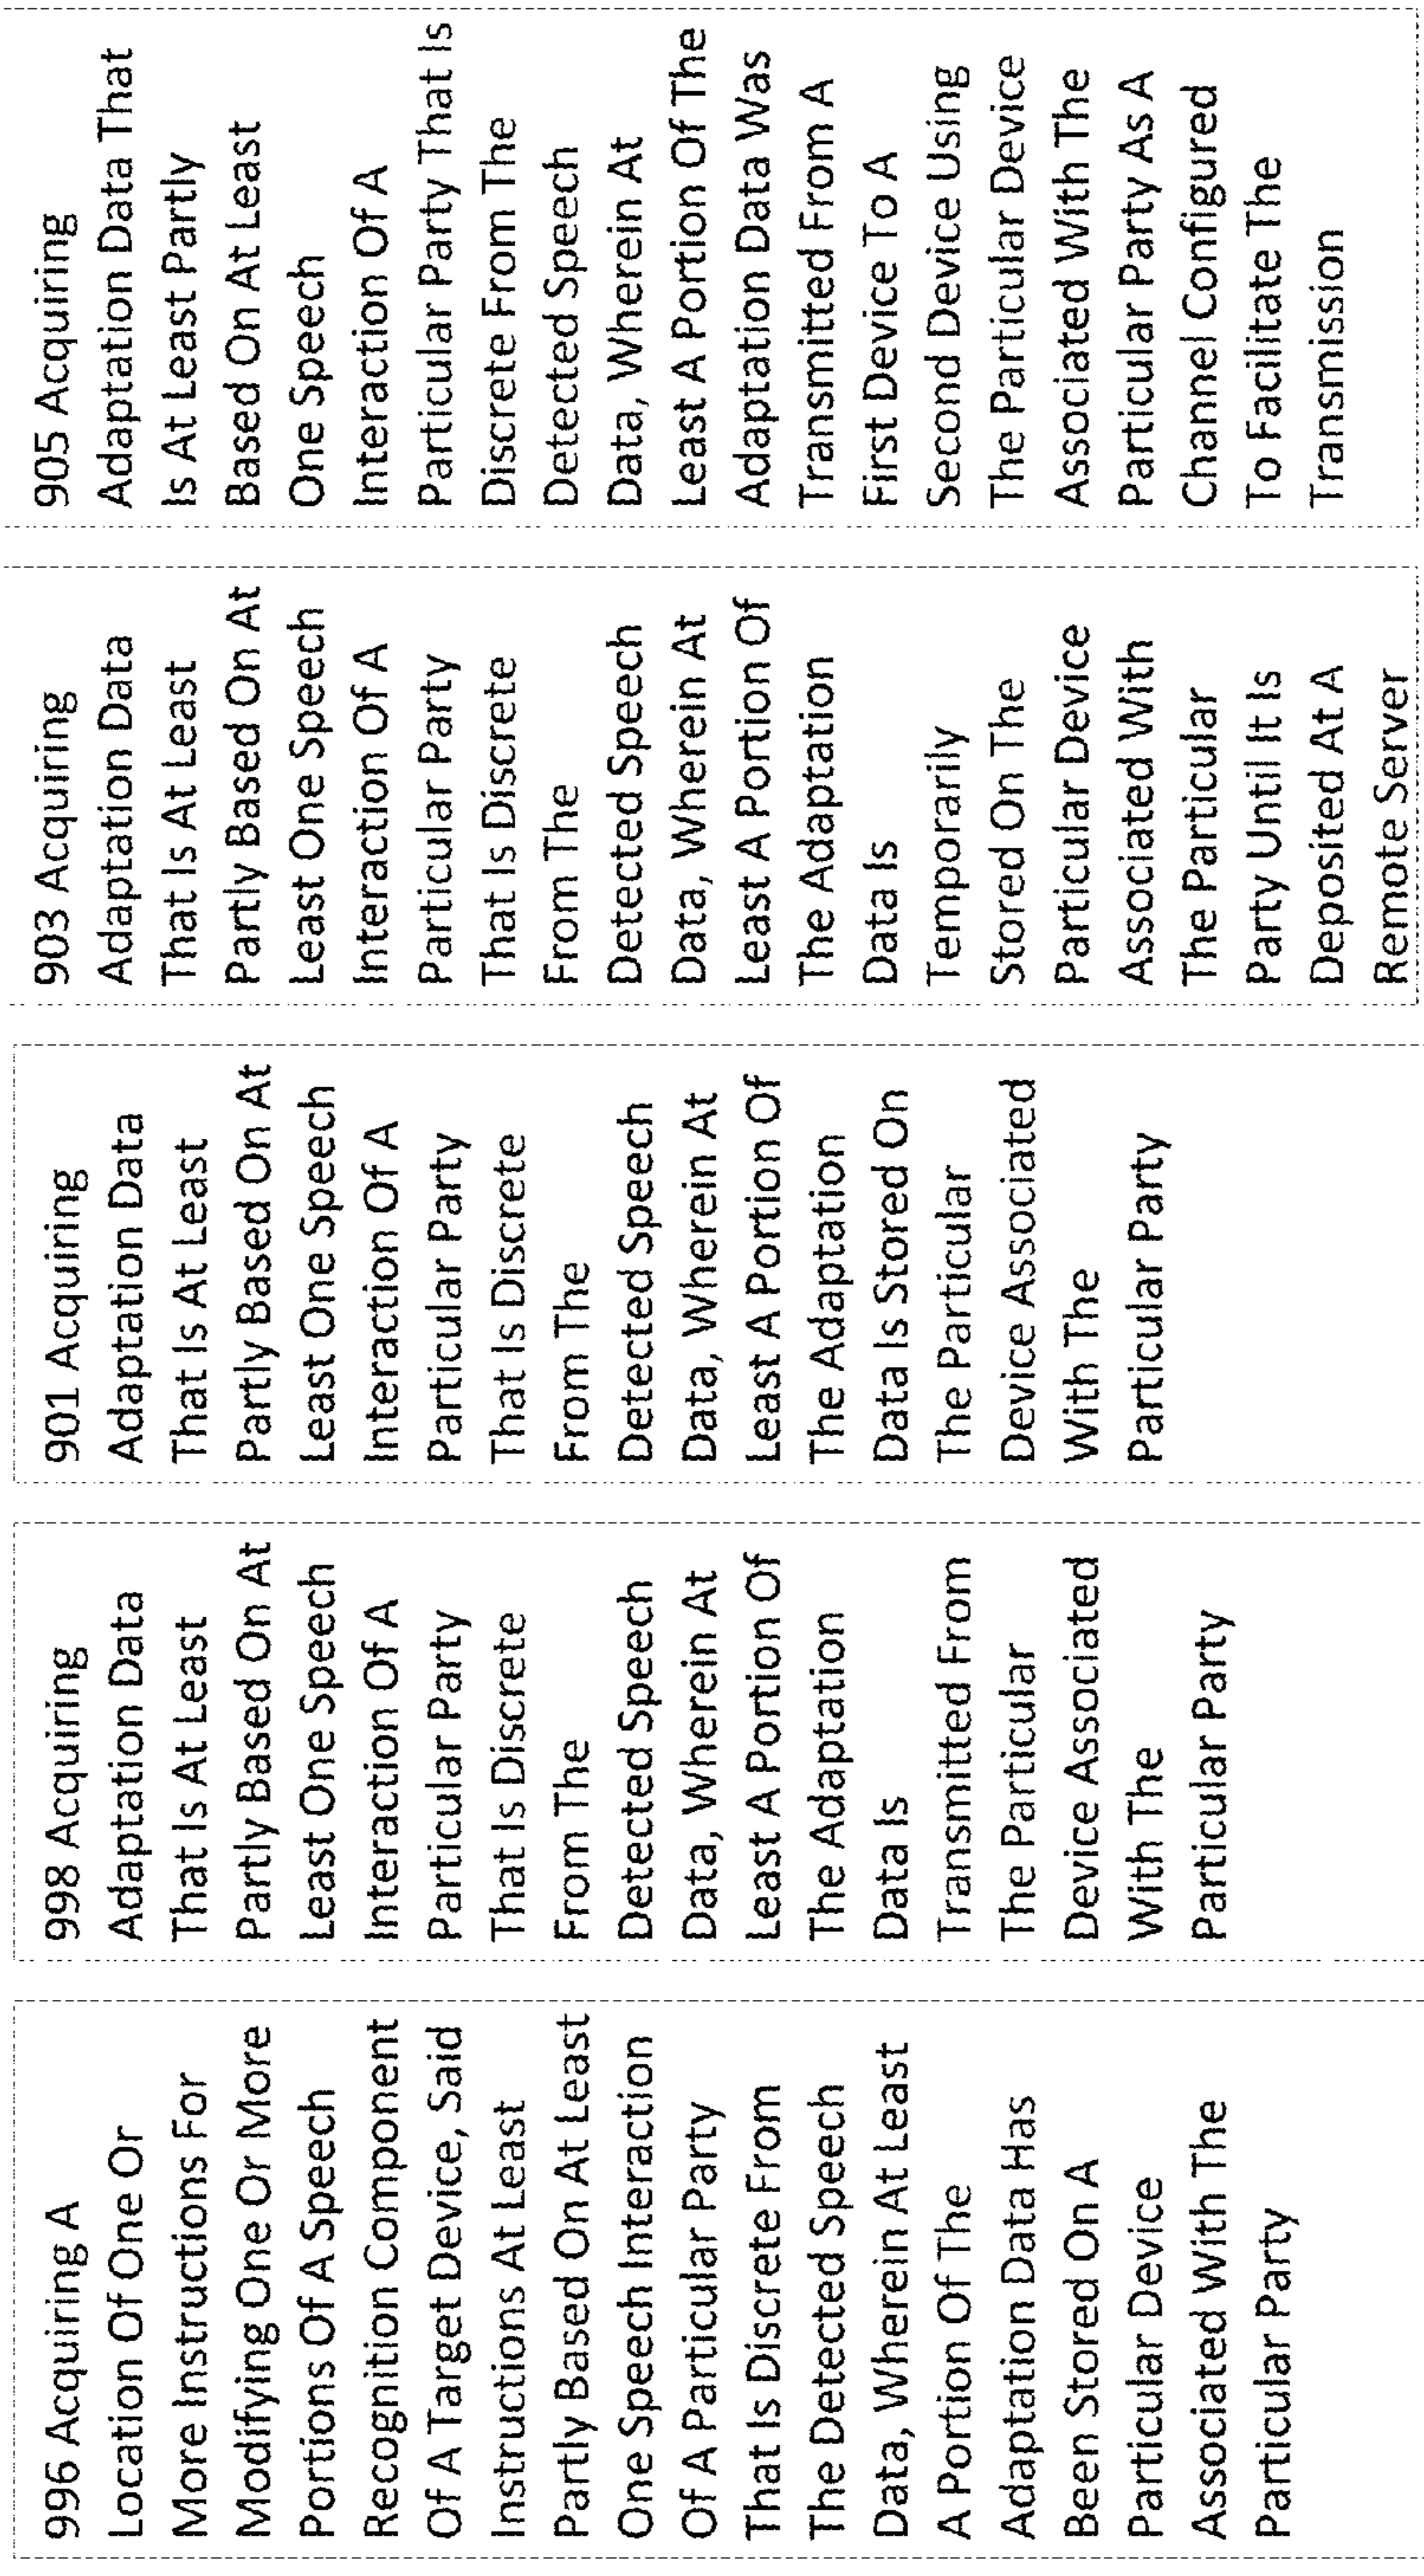 996 Acquiring A
Location Of One Or
More Instructions For
Modifying One Or More
Portions Of A Speech
Recognition Component
Of A Target Device, Said
Instructions At Least
Partly Based On At Least
One Speech Interaction
Of A Particular Party
That Is Discrete From
The Detected Speech
Data, Wherein At Least
A Portion Of The
Adaptation Data Has
Been Stored On A
Particular Device
Associated With The
Particular Party
998 Acquiring
Adaptation Data
That Is At Least
Partly Based On At
Least One Speech
Interaction Of A
Particular Party
That Is Discrete
From The
Detected Speech
Data, Wherein At
Least A Portion Of
The Adaptation
Data Is
Transmitted From
The Particular
Device Associated
With The
Particular Party
901 Acquiring
Adaptation Data
That Is At Least
Partly Based On At
Least One Speech
Interaction Of A
Particular Party
That Is Discrete
From The
Detected Speech
Data, Wherein At
Least A Portion Of
The Adaptation
Data Is Stored On
The Particular
Device Associated
With The
Particular Party
903 Acquiring
Adaptation Data
That Is At Least
Partly Based On At
Least One Speech
Interaction Of A
Particular Party
That Is Discrete
From The
Detected Speech
Data, Wherein At
Least A Portion Of
The Adaptation
Data Is
Temporarily
Stored On The
Particular Device
Associated With
The Particular
Party Until It Is
Deposited At A
Remote Server
905 Acquiring
Adaptation Data That
Is At Least Partly
Based On At Least
One Speech
Interaction Of A
Particular Party That Is
Discrete From The
Detected Speech
Data, Wherein At
Least A Portion Of The
Adaptation Data Was
Transmitted From A
First Device To A
Second Device Using
The Particular Device
Associated With The
Particular Party As A
Channel Configured
To Facilitate The
Transmission